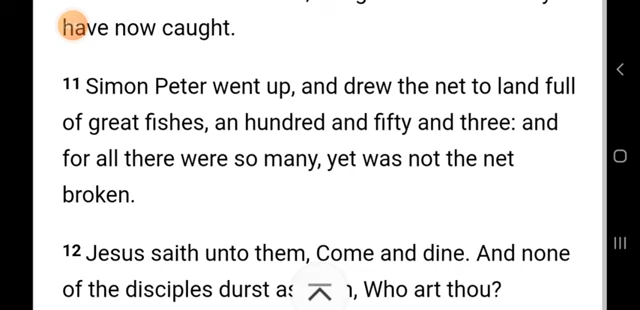 have now caught.
11 Simon Peter went up, and drew the net to land full
of great fishes, an hundred and fifty and three: and
for all there were so many, yet was not the net
broken.
12 Jesus saith unto them, Come and dine. And none
of the disciples durst , Who art thou?